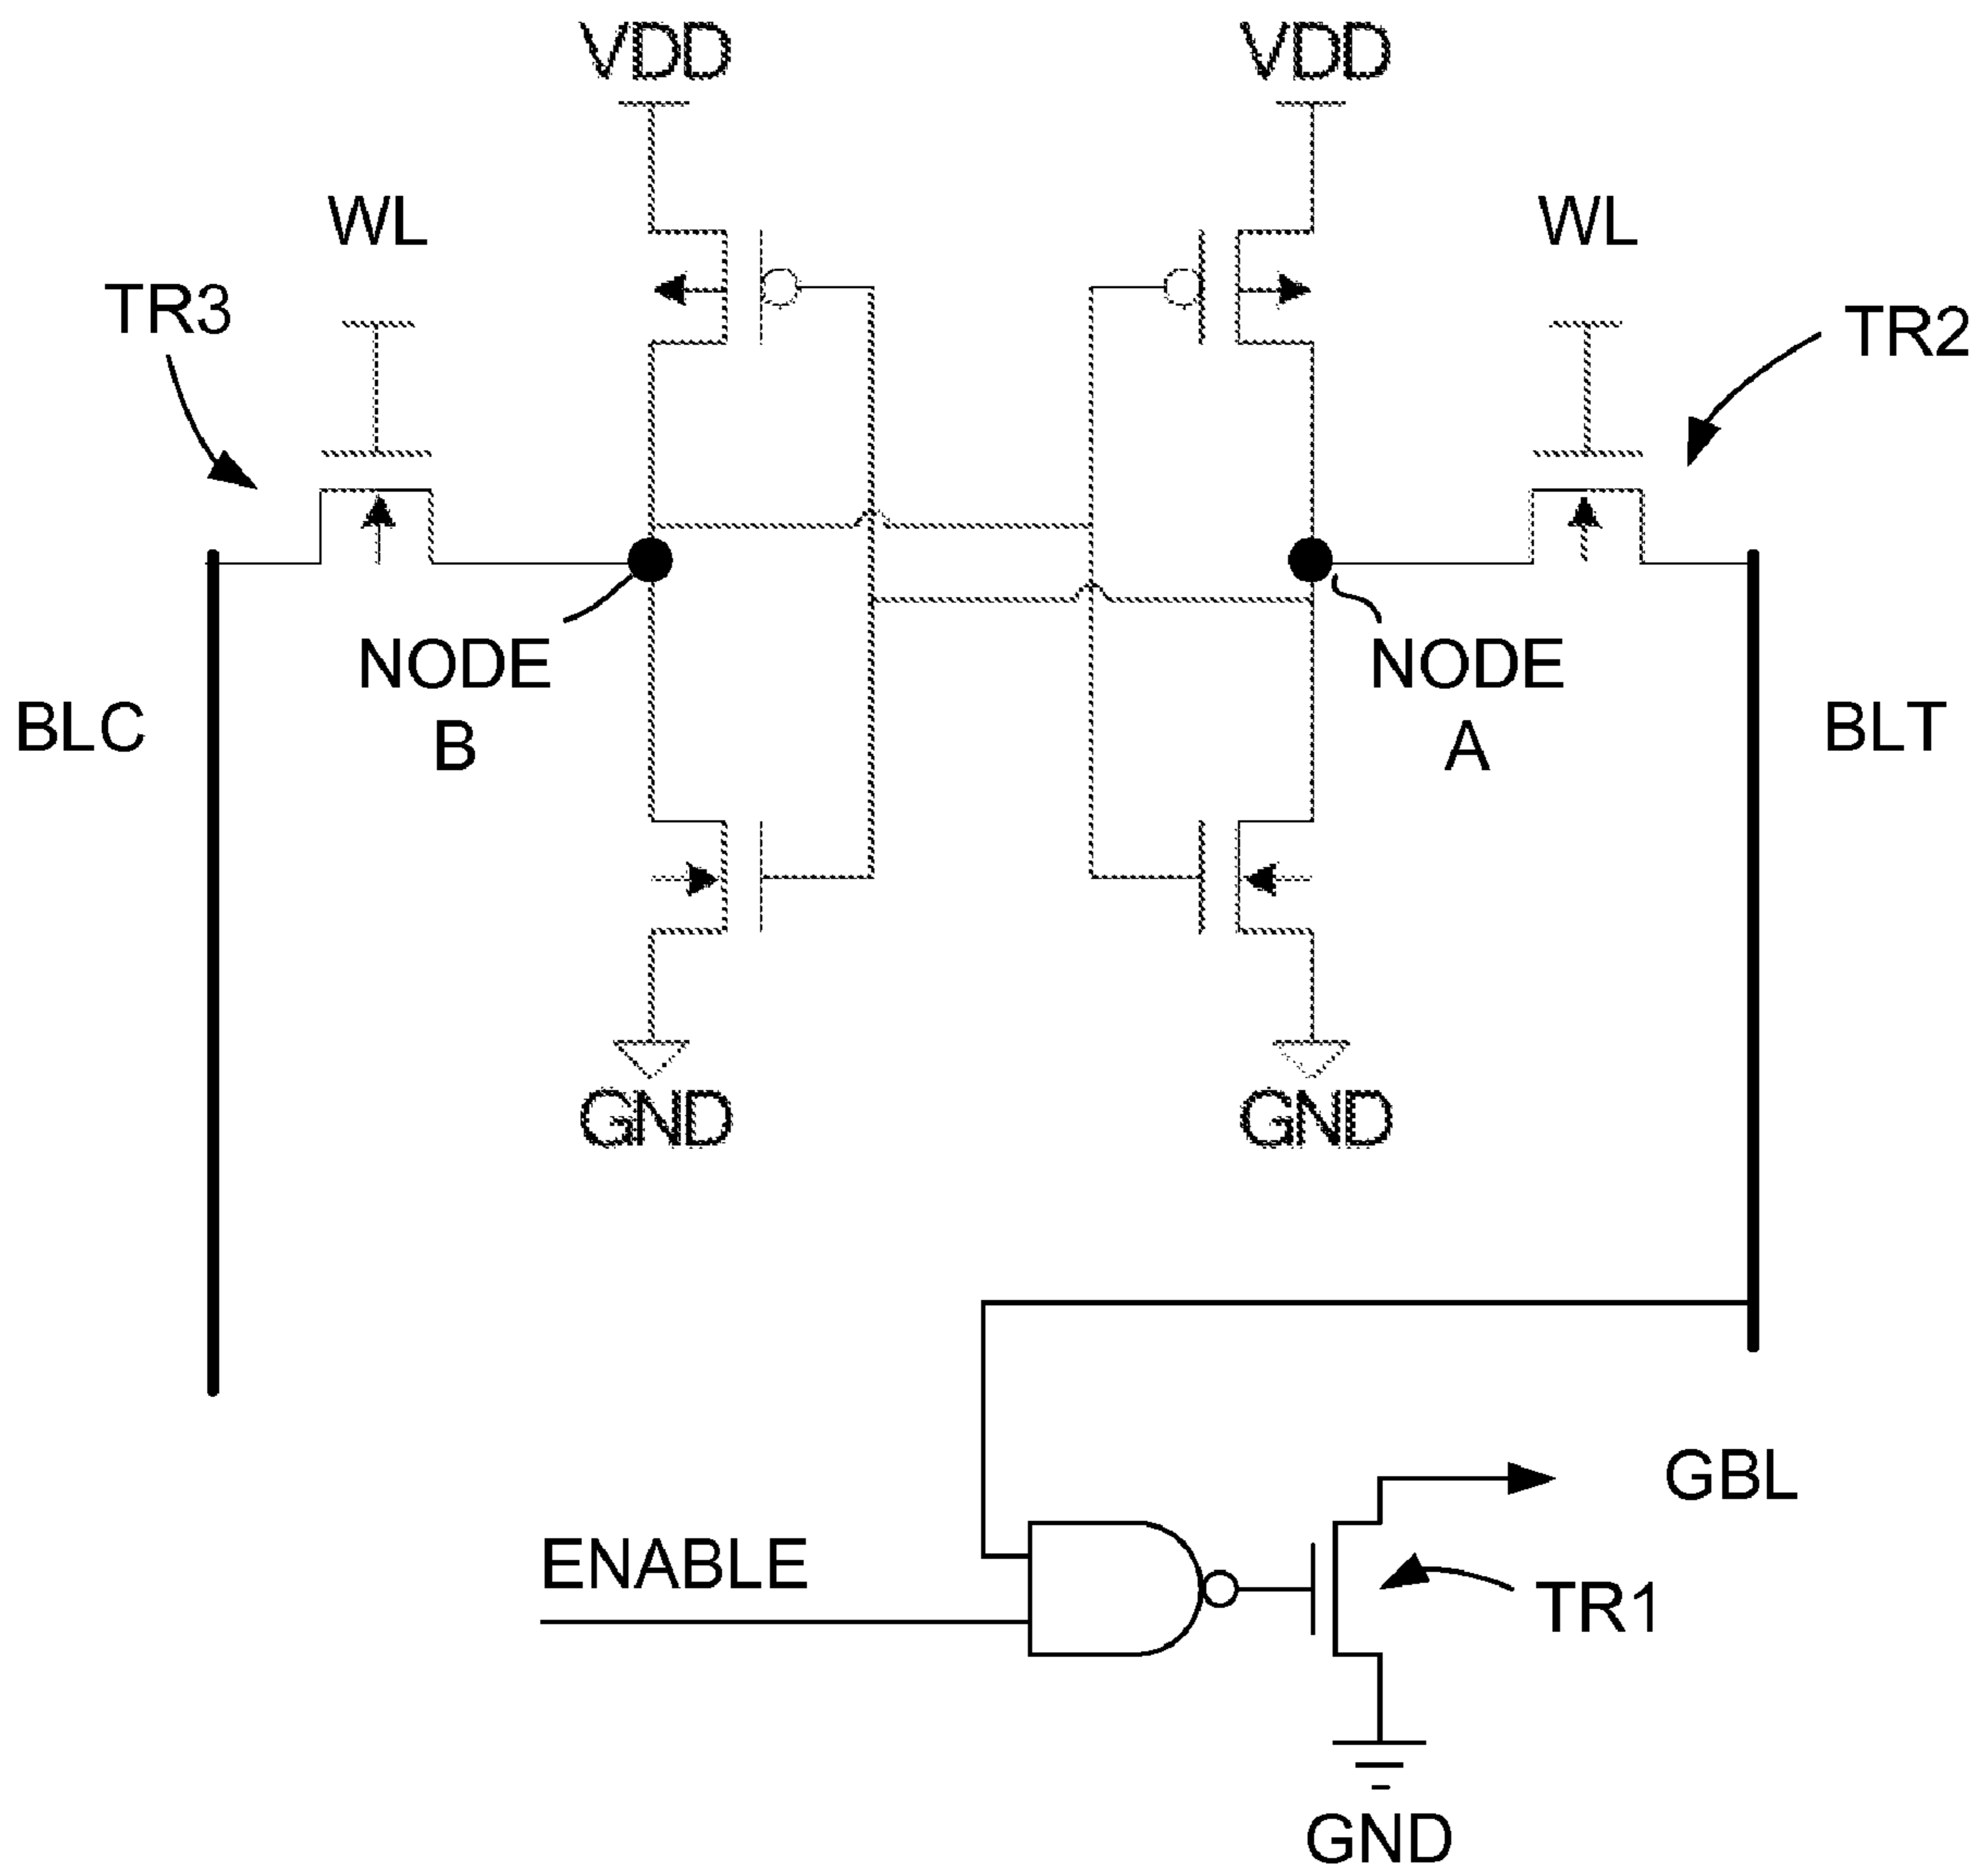 VDD
VDD
WL
WL
TR3
TR2
NODE
B
NODE
A
BLC
BLT
GND
GND
GBL
ENABLE
TR1
GND